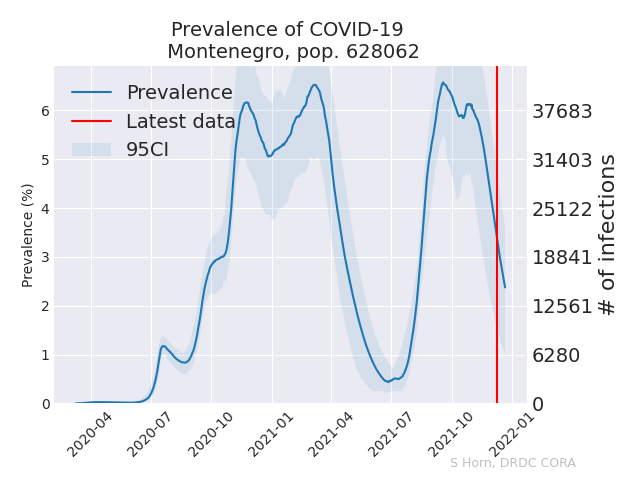 Prevalence of COVID-19
Montenegro, pop. 628062
Prevalence
Latest data
95CI
Prevalence (%)
6
5
4
3
2
1
0
37683
31403
25122
18841
12561
6280
0
# of infections
2020-04
2020-07
2020-10
2021-01
2021-04
2021-07
2021-10
2022-01
S Horn, DRDC CORA